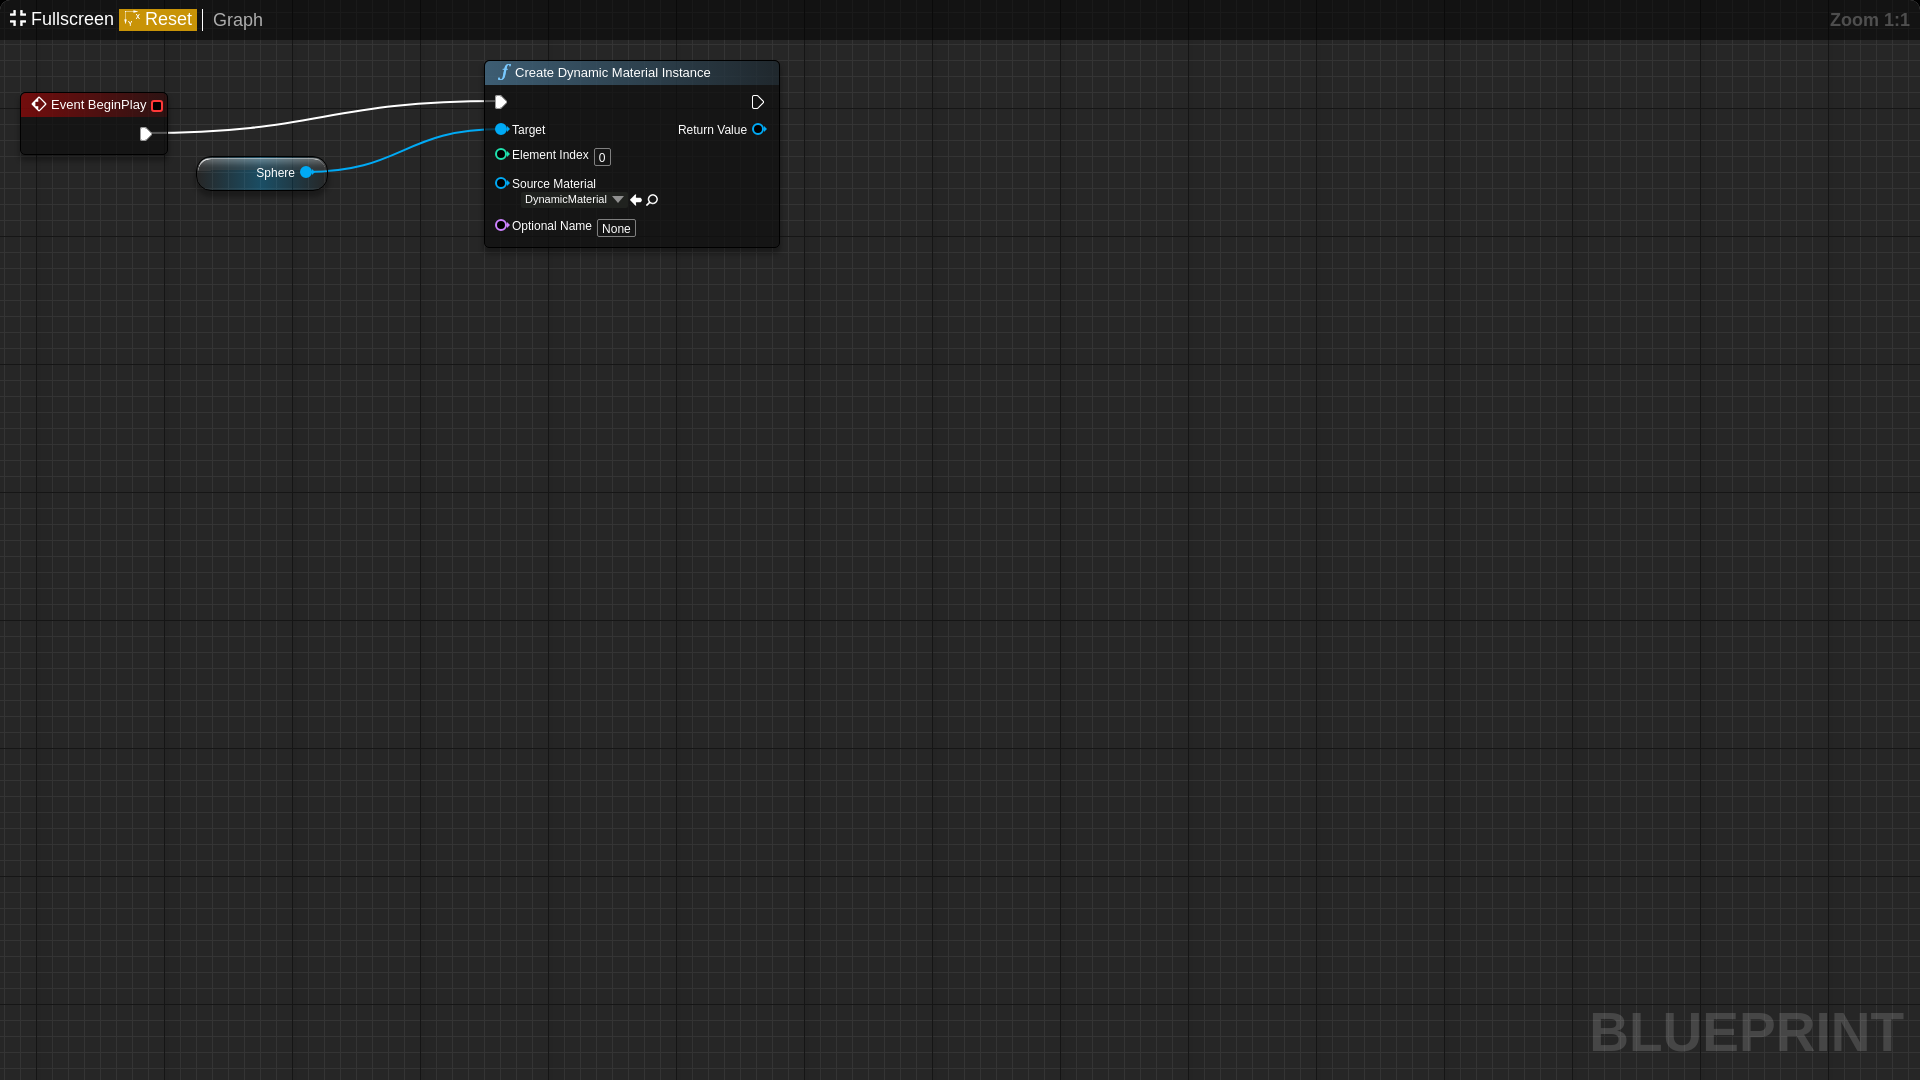 Fullscreen Reset Graph Zoom 1:1
Create Dynamic Material Instance
Event BeginPlay
Target Return Value
Element Index 0
Sphere
Source Material
DynamicMaterial
Optional Name None
BLUEPRINT